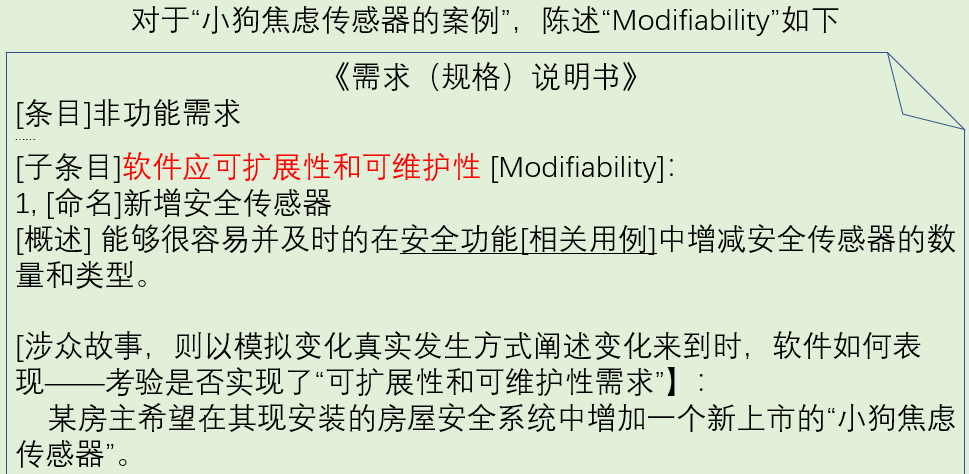 对于“小狗焦虑传感器的案例”，陈述“Modifiability”如下
《需求（规格）说明书》
[条目]非功能需求
......
[子条目]软件应可扩展性和可维护性 [Modifiability]：
1, [命名]新增安全传感器
[概述] 能够很容易并及时的在安全功能[相关用例]中增减安全传感器的数
量和类型。
[涉众故事，则以模拟变化真实发生方式阐述变化来到时，软件如何表
现——考验是否实现了“可扩展性和可维护性需求”】：
某房主希望在其现安装的房屋安全系统中增加一个新上市的“小狗焦虑
传感器”。